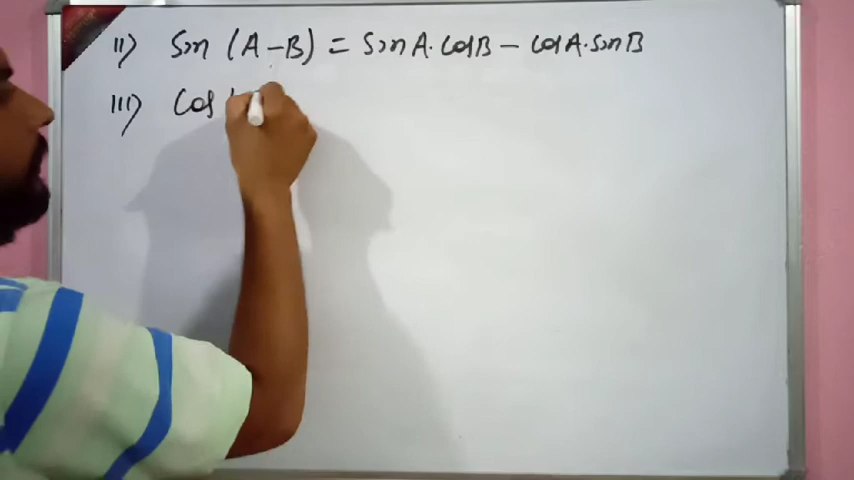 II) Sin (A - B) = Sin A · Cos B - Cos A · Sin B
III) Cos (